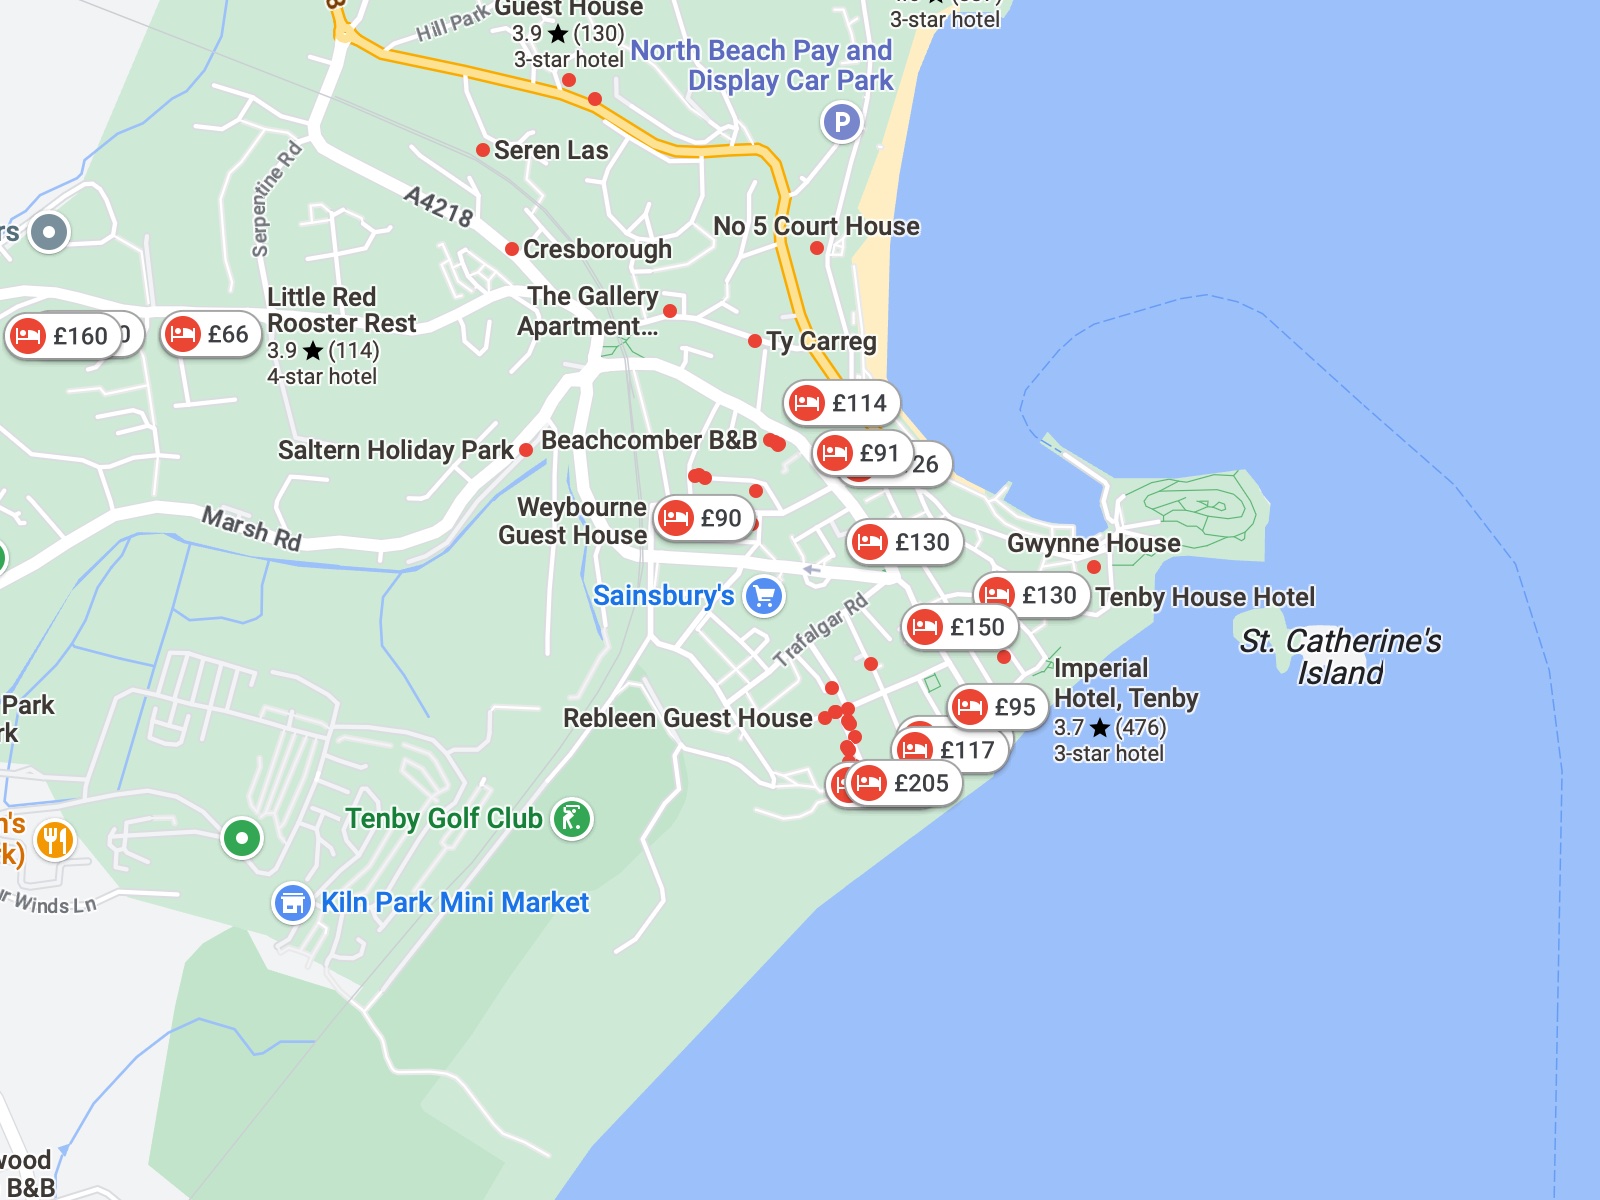 Guest House
3.9 ★ (130)
3-star hotel
3-star hotel
Hill Park
North Beach Pay and
Display Car Park
P
Seren Las
Serpentine Rd
A4218
No 5 Court House
Cresborough
The Gallery
Apartment...
Little Red
Rooster Rest
3.9 ★ (114)
4-star hotel
£160
£66
Ty Carreg
£114
Beachcomber B&B
£91
26
Saltern Holiday Park
Marsh Rd
Weybourne
Guest House
£90
£130
Gwynne House
Sainsbury's
£130
Tenby House Hotel
Trafalgar Rd
£150
St. Catherine's
Island
Imperial
Hotel, Tenby
3.7 ★ (476)
3-star hotel
£95
Park
Rebleen Guest House
£117
£205
Tenby Golf Club
Kiln Park Mini Market
Winds Ln
B&B